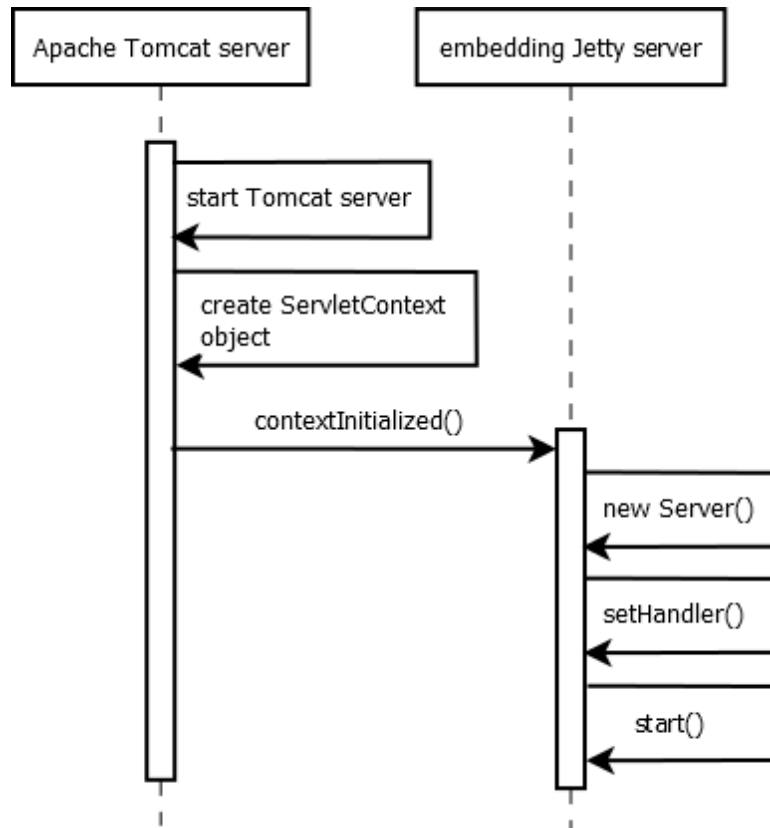 Apache Tomcat server
embedding Jetty server
start Tomcat server
create ServletContext
object
contextInitialized()
new Server()
setHandler()
start()